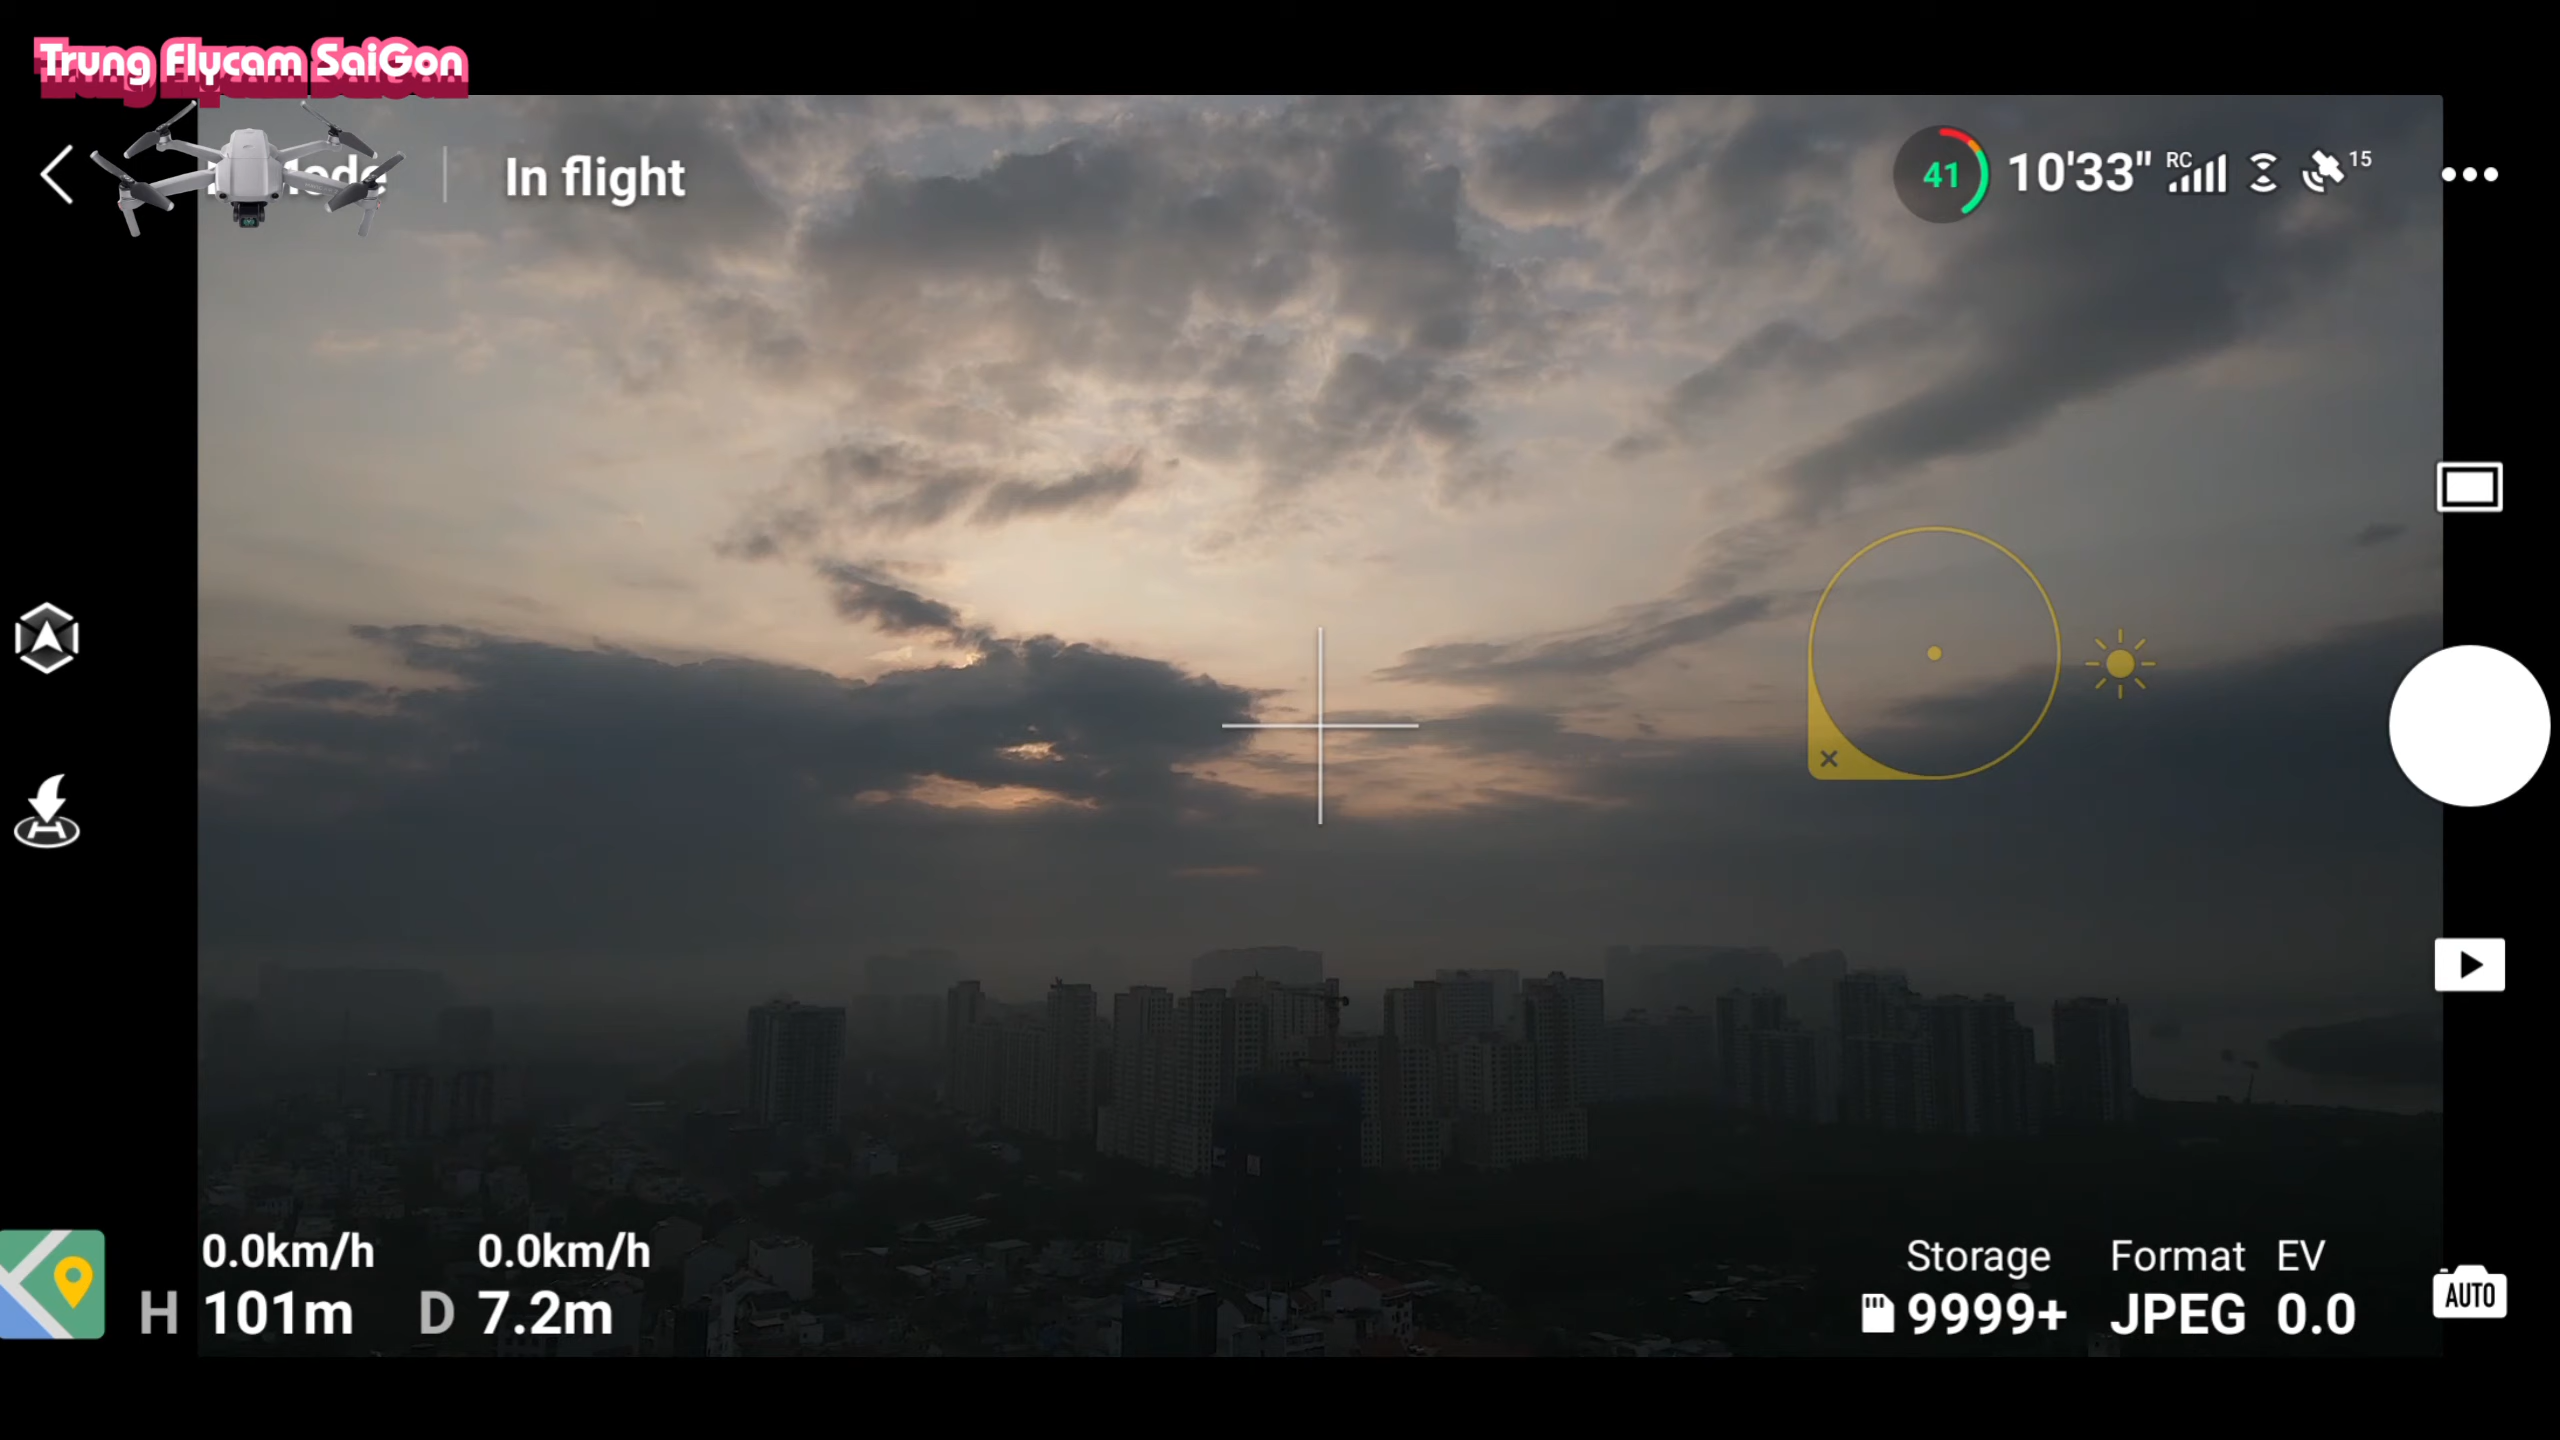 Trung Flycam SaiGon
In flight
41
10'33"
RC
15
0.0km/h
0.0km/h
H 101m
D 7.2m
Storage
9999+
Format
JPEG
EV
0.0
AUTO